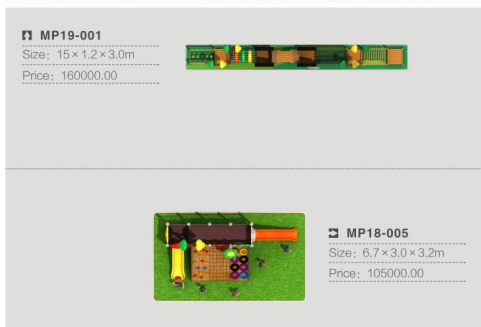 MP19-001
Size: 15×1.2×3.0m
Price: 160000.00
MP18-005
Size: 6.7×3.0×3.2m
Price: 105000.00